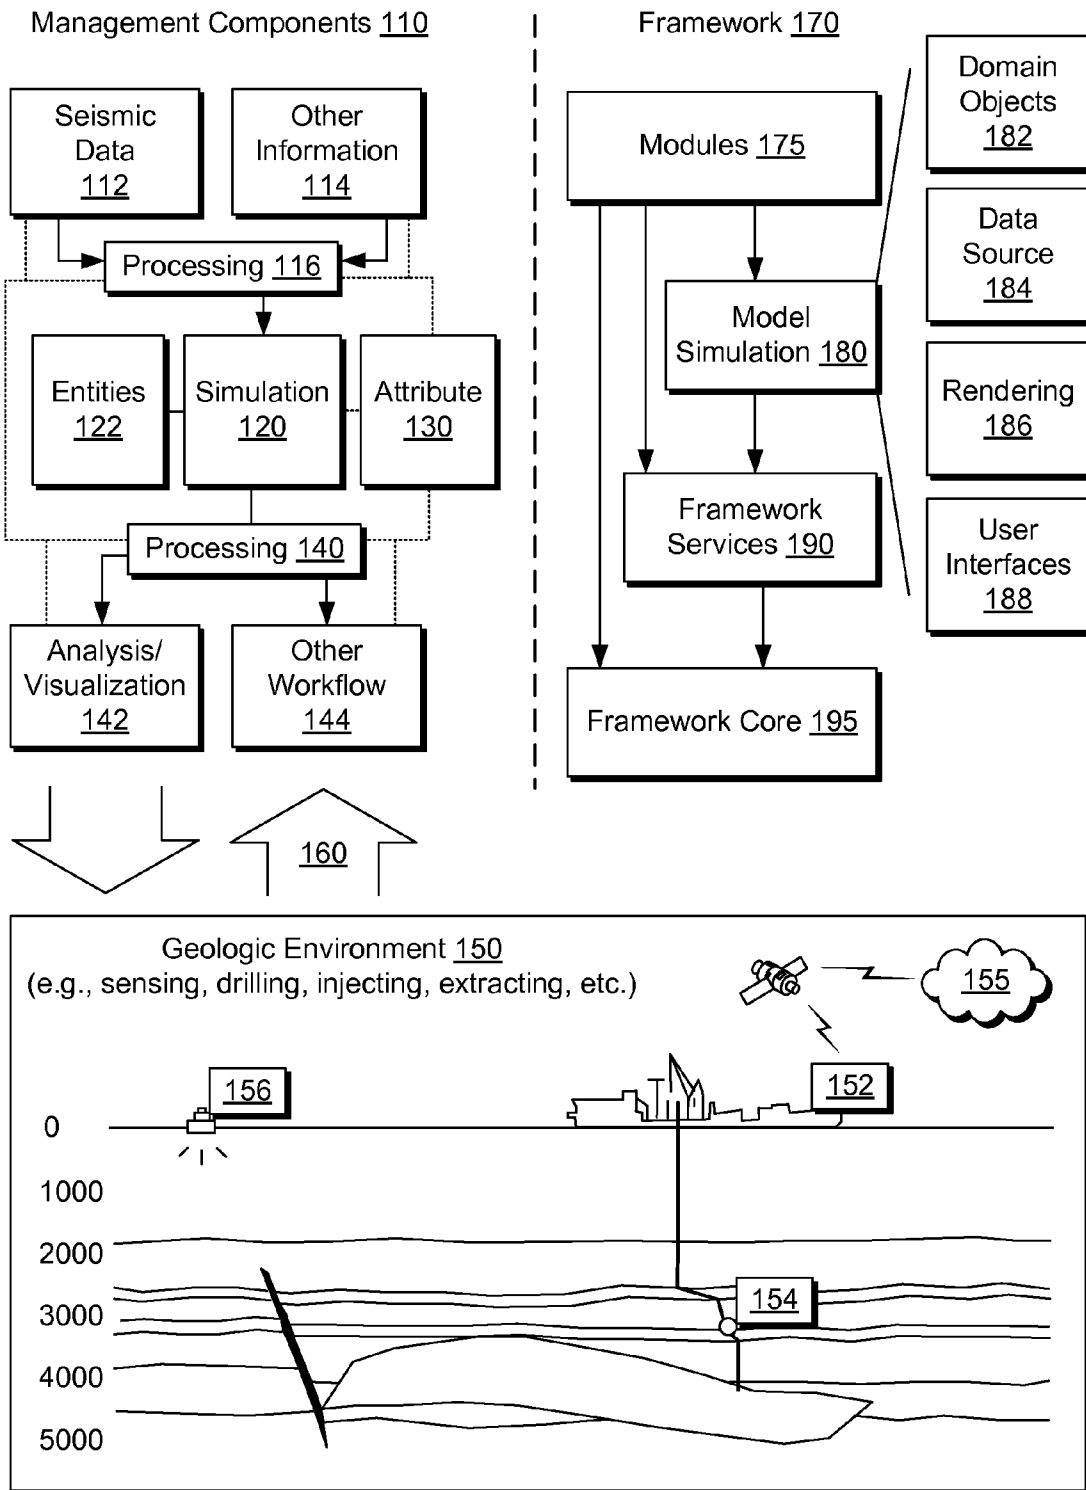 Management Components 110
Seismic
Data
112
Other
Information
114
Processing 116
Entities
122
Simulation
120
Attribute
130
Processing 140
Analysis/
Visualization
142
Other
Workflow
144
160
Framework 170
Modules 175
Model
Simulation 180
Framework
Services 190
Framework Core 195
Domain
Objects
182
Data
Source
184
Rendering
186
User
Interfaces
188
Geologic Environment 150
(e.g., sensing, drilling, injecting, extracting, etc.)
155
156
152
154
0
1000
2000
3000
4000
5000